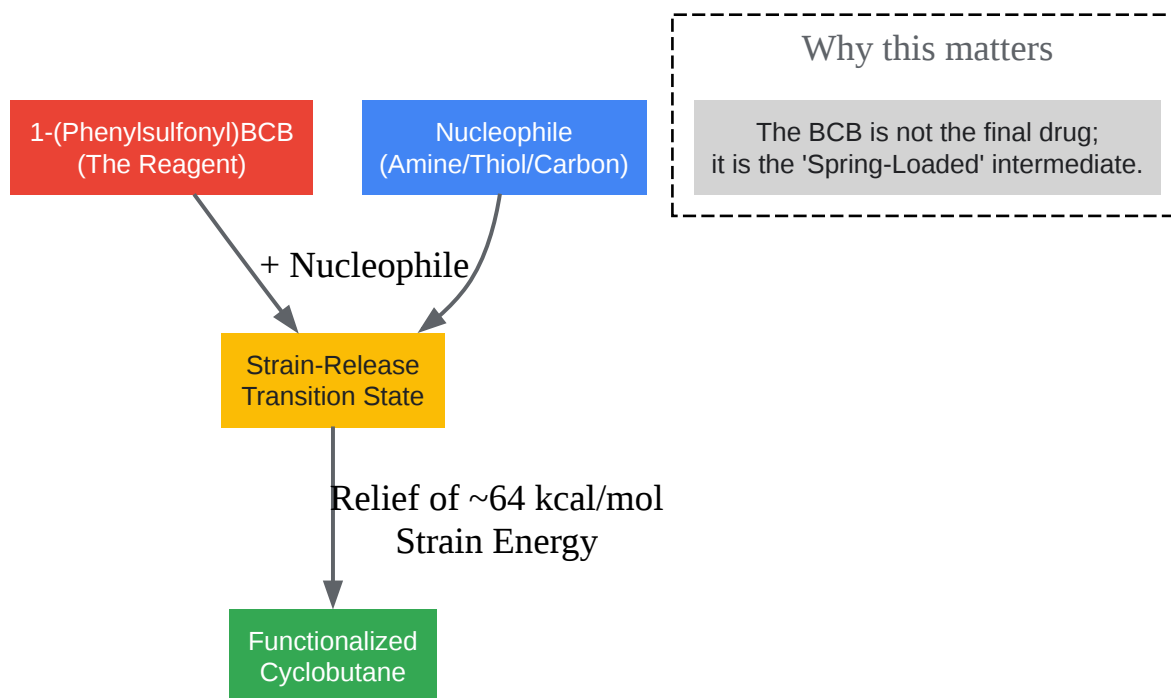 Why this matters
1-(Phenylsulfonyl)BCB
(The Reagent)
Nucleophile
(Amine/Thiol/Carbon)
The BCB is not the final drug;
it is the 'Spring-Loaded' intermediate.
+ Nucleophile
Strain-Release
Transition State
Relief of ~64 kcal/mol
Strain Energy
Functionalized
Cyclobutane